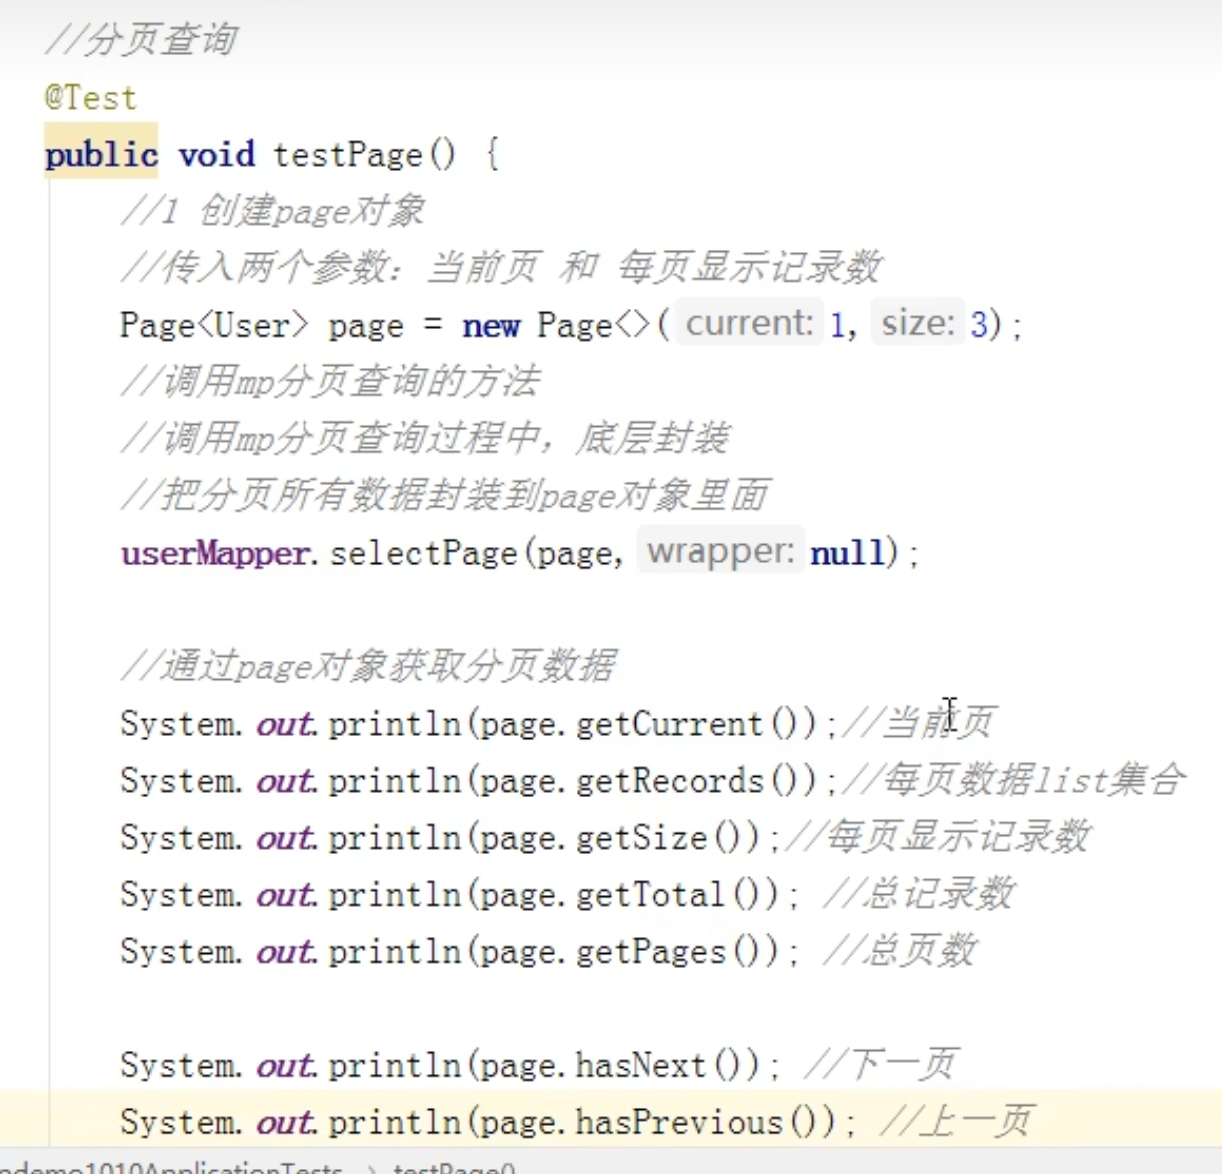 //分页查询
@Test
public void testPage() {
//1 创建page对象
//传入两个参数：当前页 和 每页显示记录数
Page<User> page = new Page<>( current: 1, size: 3);
//调用mp分页查询的方法
//调用mp分页查询过程中，底层封装
//把分页所有数据封装到page对象里面
userMapper.selectPage(page, wrapper: null);
//通过page对象获取分页数据
System.out.println(page.getCurrent());//当前页
System.out.println(page.getRecords());//每页数据list集合
System.out.println(page.getSize());//每页显示记录数
System.out.println(page.getTotal()); //总记录数
System.out.println(page.getPages()); //总页数
System.out.println(page.hasNext()); //下一页
System.out.println(page.hasPrevious()); //上一页
demo1010ApplicationTests > testPage()